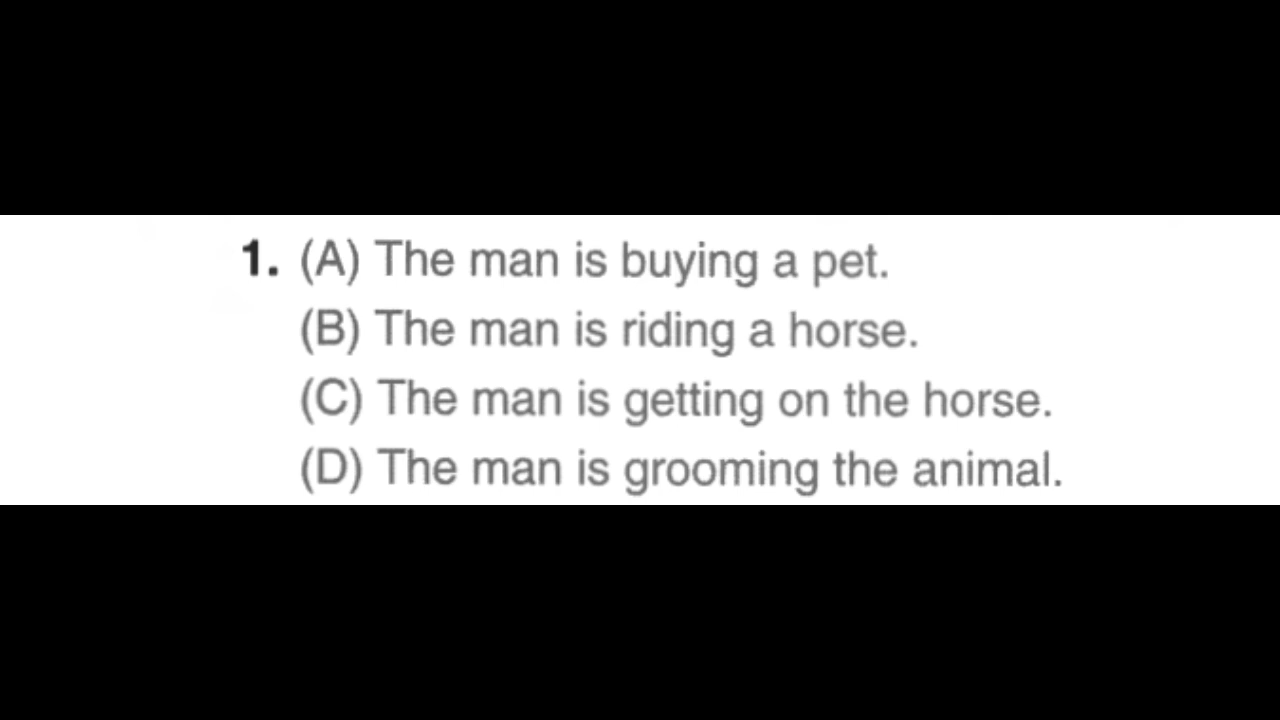 1. (A) The man is buying a pet.
(B) The man is riding a horse.
(C) The man is getting on the horse.
(D) The man is grooming the animal.